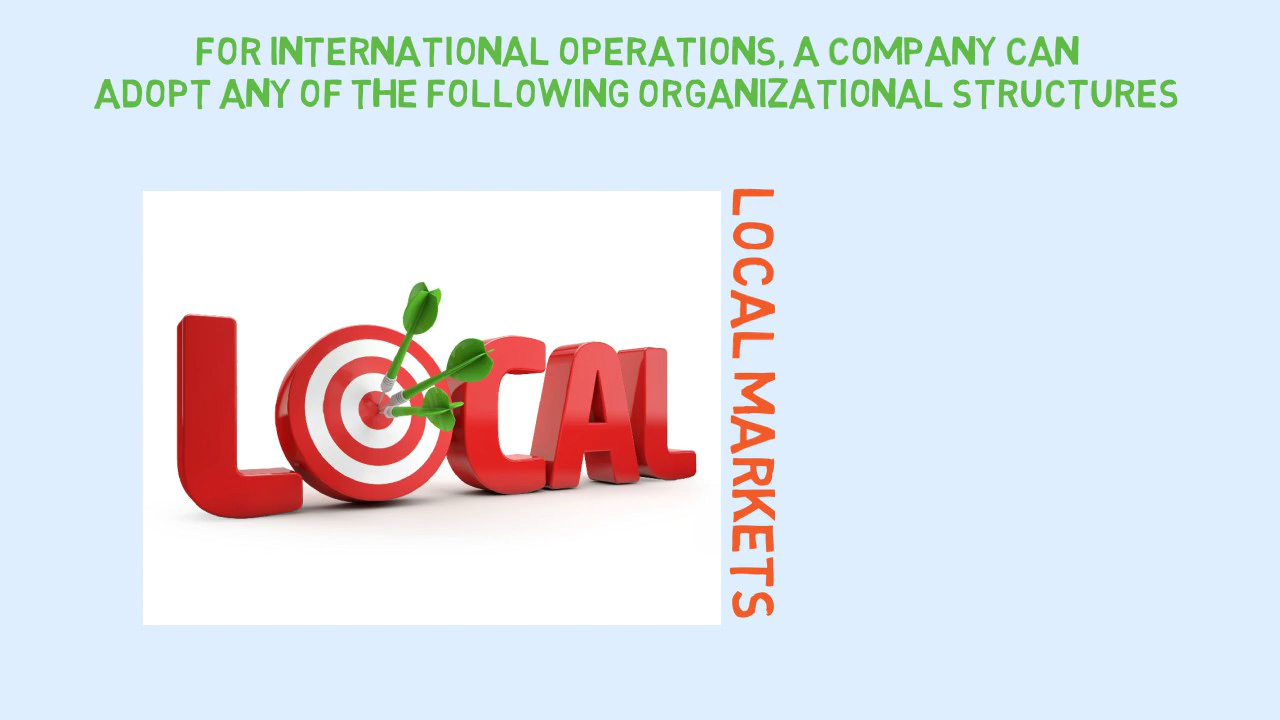 FOR INTERNATIONAL OPERATIONS, A COMPANY CAN
ADOPT ANY OF THE FOLLOWING ORGANIZATIONAL STRUCTURES
LOCAL
LOCAL MARKETS